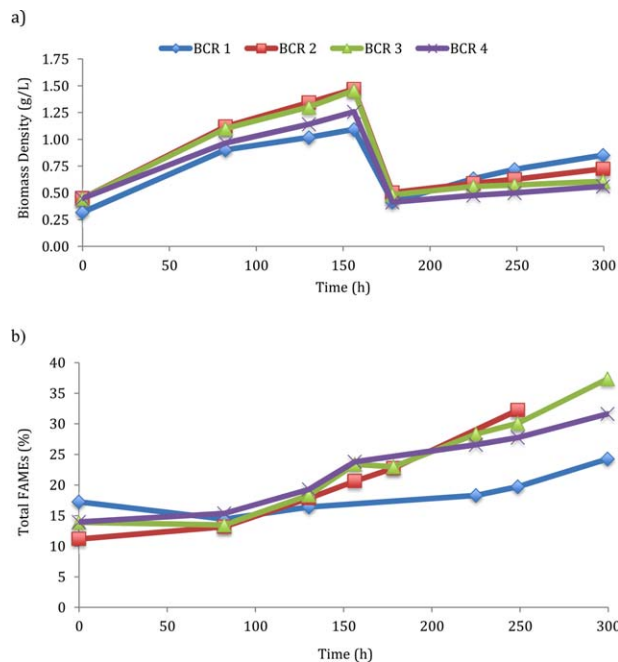 a)
BCR 1 BCR 2 BCR 3 BCR 4
Biomass Density (g/L)
1.75
1.50
1.25
1.00
0.75
0.50
0.25
0.00
0 50 100 150 200 250 300
Time (h)
b)
Total FAMEs (%)
40
35
30
25
20
15
10
5
0
0 50 100 150 200 250 300
Time (h)